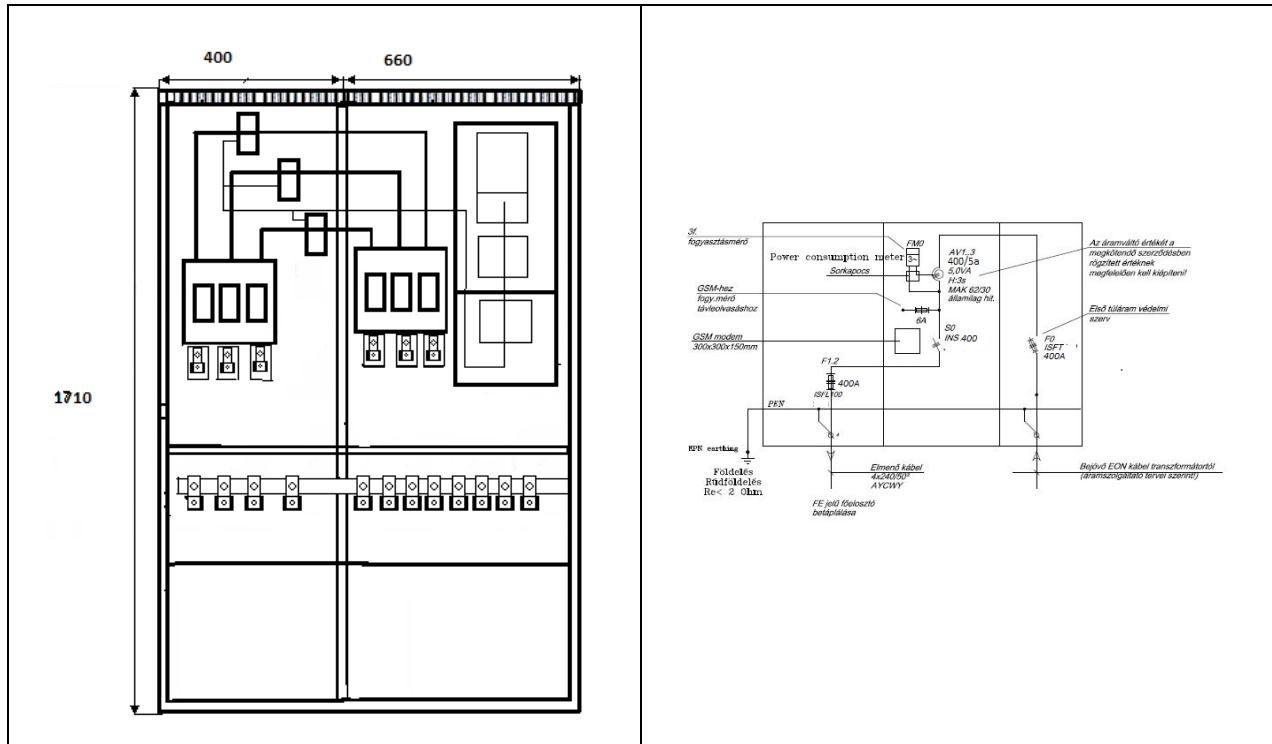 400
660
1710
3f.
fogyasztásmérő
FM0
3~
Power consumption meter
Sorkapocs
AV1..3
400/5a
5,0VA
H:3s
MAK 62/30
államilag hit.
Az áramváltó értékét a
megkötendő szerződésben
rögzített értéknek
megfelelően kell kiépíteni!
GSM-hez
fogy.mérő
távleolvasáshoz
6A
GSM modem
300x300x150mm
S0
INS 400
Első túláram védelmi
szerv
F0
ISFT
400A
F1.2
400A
PEN
EPN earthing
Földelés
Rúdföldelés
Re< 2 Ohm
Elmenő kábel
4x240/50²
AYCWY
FE jelű főelosztó
betáplálása
Bejövő EON kábel transzformátortól
(áramszolgáltató tervei szerint!)